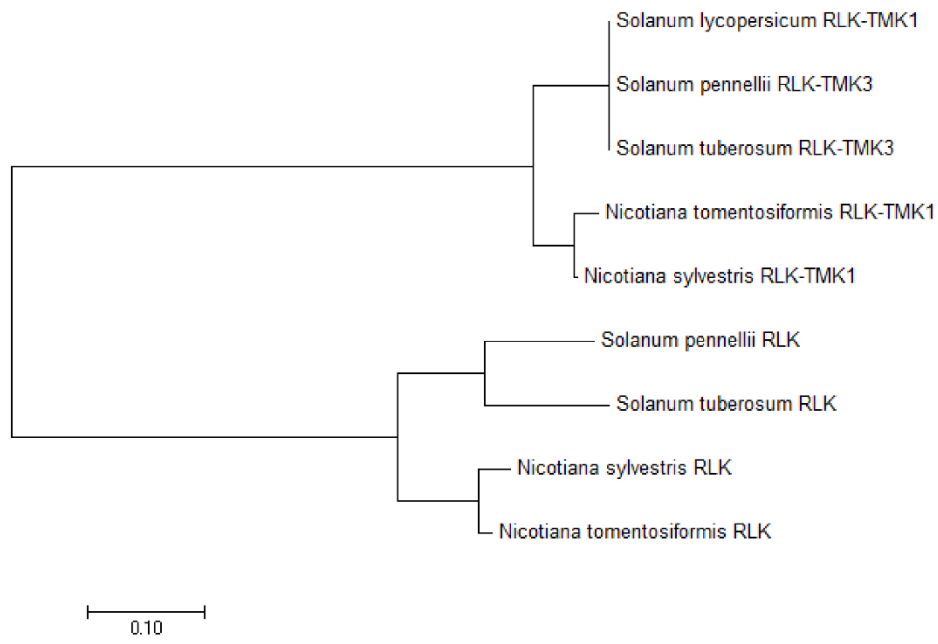 Solanum lycopersicum RLK-TMK1
Solanum pennellii RLK-TMK3
Solanum tuberosum RLK-TMK3
Nicotiana tomentosiformis RLK-TMK1
Nicotiana sylvestris RLK-TMK1
Solanum pennellii RLK
Solanum tuberosum RLK
Nicotiana sylvestris RLK
Nicotiana tomentosiformis RLK
0.10